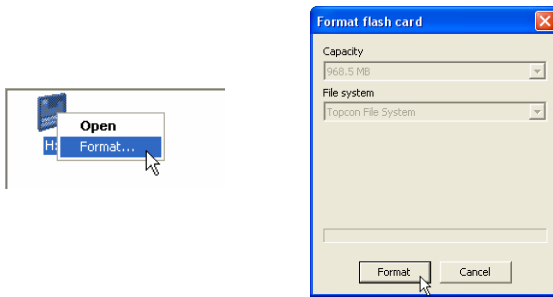 Open
H:
Format...
Format flash card
Capacity
968.5 MB
File system
Topcon File System
Format
Cancel